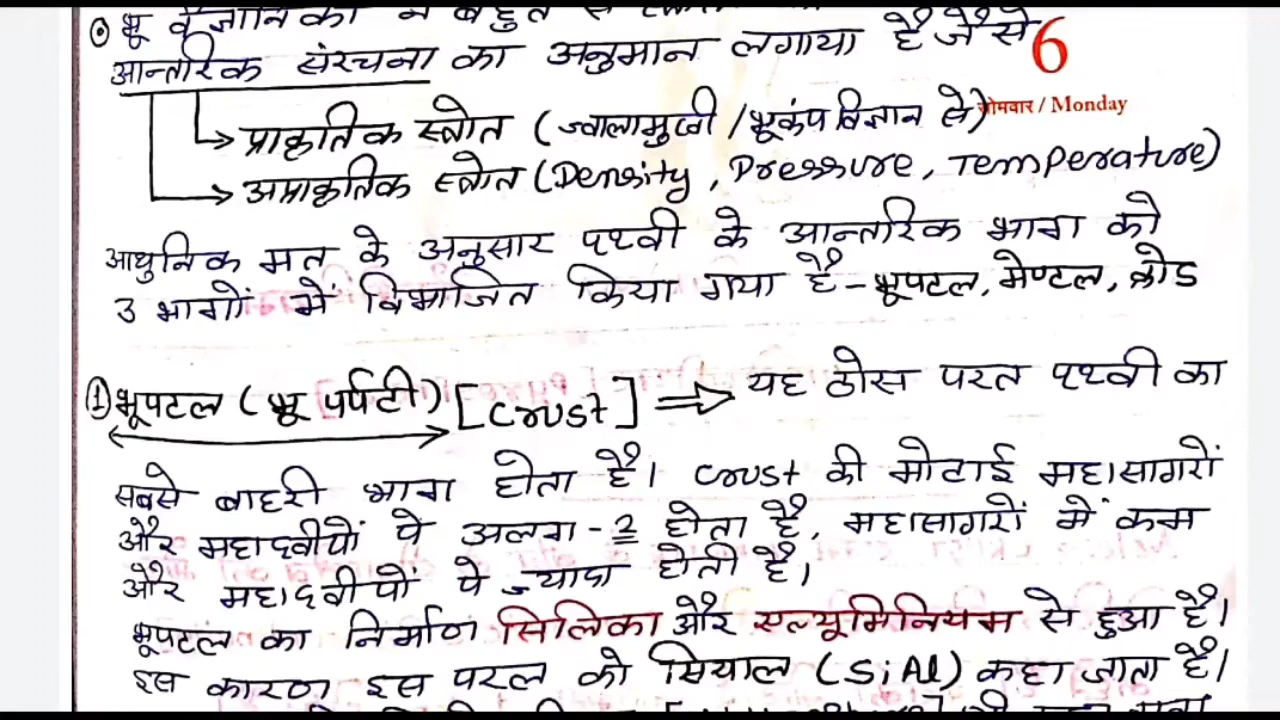 भू वैज्ञानिकों ने बहुत से
आन्तरिक संरचना का अनुमान लगाया है जैसे
6
सोमवार / Monday
प्राकृतिक स्त्रोत (ज्वालामुखी / भूकंप विज्ञान से)
अप्राकृतिक स्त्रोत (Density, Pressure, Temperature)
आधुनिक मत के अनुसार पृथ्वी के आन्तरिक भाग को
3 भागों में विभाजित किया गया है - भूपटल, मेण्टल, क्रोड
① भूपटल (भू पर्पटी) [Crust] ⇒ यह ठोस परत पृथ्वी का
सबसे बाहरी भाग होता है। Crust की मोटाई महासागरों
और महाद्वीपों पे अलग-2 होता है, महासागरों में कम
और महाद्वीपों पे ज्यादा होती है।
भूपटल का निर्माण सिलिका और एल्यूमिनियम से हुआ है।
इस कारण इस परत को सियाल (SiAl) कहा जाता है।